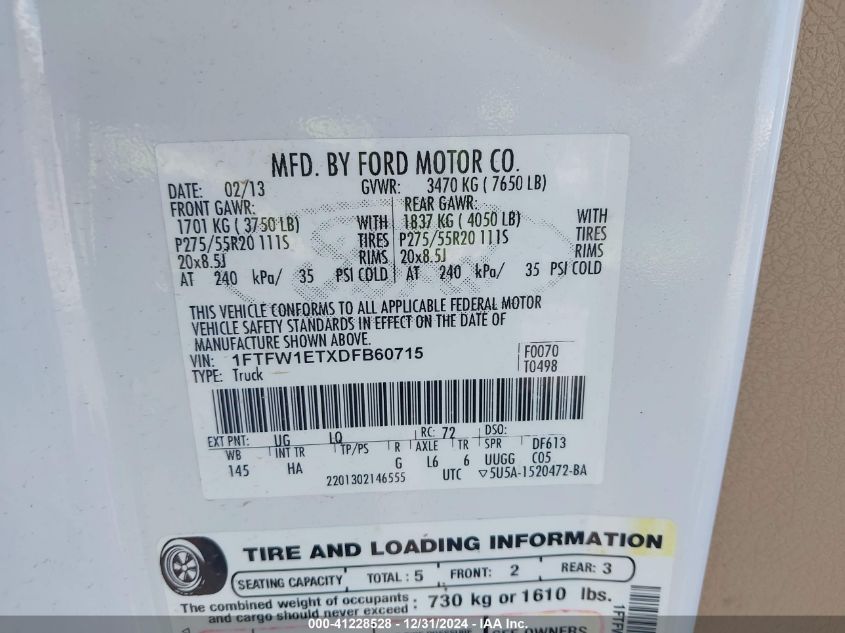 MFD. BY FORD MOTOR CO.
DATE: 02/13 GVWR: 3470 KG ( 7650 LB)
FRONT GAWR: REAR GAWR:
1701 KG ( 3750 LB) WITH 1837 KG ( 4050 LB) WITH
P275/55R20 111S TIRES P275/55R20 111S TIRES
20x8.5J RIMS 20x8.5J RIMS
AT 240 kPa/ 35 PSI COLD AT 240 kPa/ 35 PSI COLD
THIS VEHICLE CONFORMS TO ALL APPLICABLE FEDERAL MOTOR
VEHICLE SAFETY STANDARDS IN EFFECT ON THE DATE OF
MANUFACTURE SHOWN ABOVE.
VIN: 1FTFW1ETXDFB60715 F0070
TYPE: Truck T0498
EXT PNT: UG LQ RC: 72 DSO:
WB INT TR TP/PS R AXLE TR SPR DF613
145 HA G L6 6 UUGG C05
2201302146555 UTC ▽5U5A-1520472-BA
TIRE AND LOADING INFORMATION
SEATING CAPACITY TOTAL : 5 FRONT: 2 REAR: 3
The combined weight of occupants and cargo should never exceed : 730 kg or 1610 lbs.
SEE OWNERS
000-41228528 - 12/31/2024 - IAA Inc.